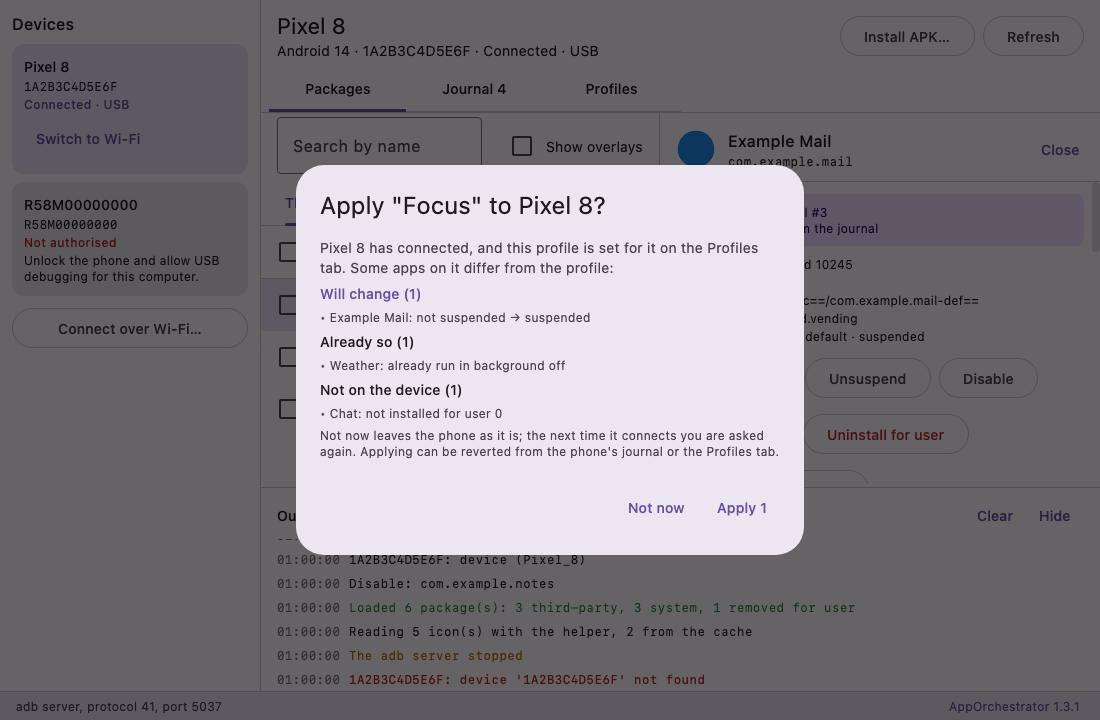 Devices
Pixel 8
1A2B3C4D5E6F
Connected · USB
Switch to Wi-Fi
R58M00000000
R58M00000000
Not authorised
Unlock the phone and allow USB
debugging for this computer.
Connect over Wi-Fi…
Pixel 8
Android 14 · 1A2B3C4D5E6F · Connected · USB
Install APK…
Refresh
Packages
Journal 4
Profiles
Search by name
Show overlays
Example Mail
com.example.mail
Close
#3
the journal
10245
c==/com.example.mail-def==
.vending
default · suspended
Unsuspend
Disable
Uninstall for user
Apply "Focus" to Pixel 8?
Pixel 8 has connected, and this profile is set for it on the Profiles
tab. Some apps on it differ from the profile:
Will change (1)
• Example Mail: not suspended → suspended
Already so (1)
• Weather: already run in background off
Not on the device (1)
• Chat: not installed for user 0
Not now leaves the phone as it is; the next time it connects you are asked
again. Applying can be reverted from the phone's journal or the Profiles tab.
Not now
Apply 1
Clear
Hide
01:00:00 1A2B3C4D5E6F: device (Pixel_8)
01:00:00 Disable: com.example.notes
01:00:00 Loaded 6 package(s): 3 third-party, 3 system, 1 removed for user
01:00:00 Reading 5 icon(s) with the helper, 2 from the cache
01:00:00 The adb server stopped
01:00:00 1A2B3C4D5E6F: device '1A2B3C4D5E6F' not found
adb server, protocol 41, port 5037
AppOrchestrator 1.3.1